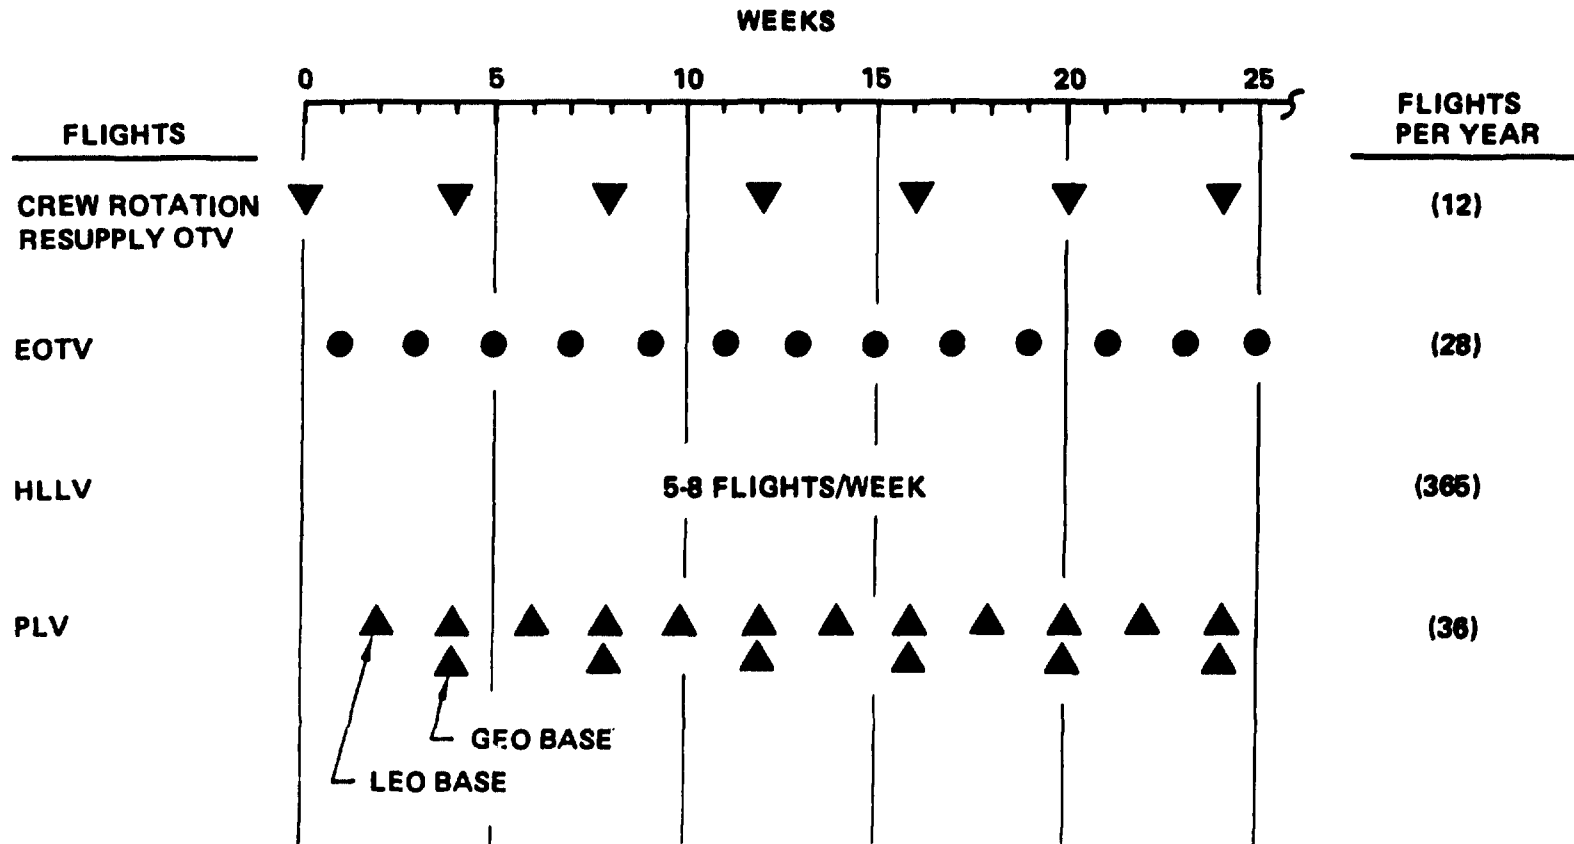 WEEKS
0 5 10 15 20 25
FLIGHTS
FLIGHTS
PER YEAR
CREW ROTATION
RESUPPLY OTV
(12)
EOTV
(28)
HLLV
5-8 FLIGHTS/WEEK
(365)
PLV
(36)
GEO BASE
LEO BASE